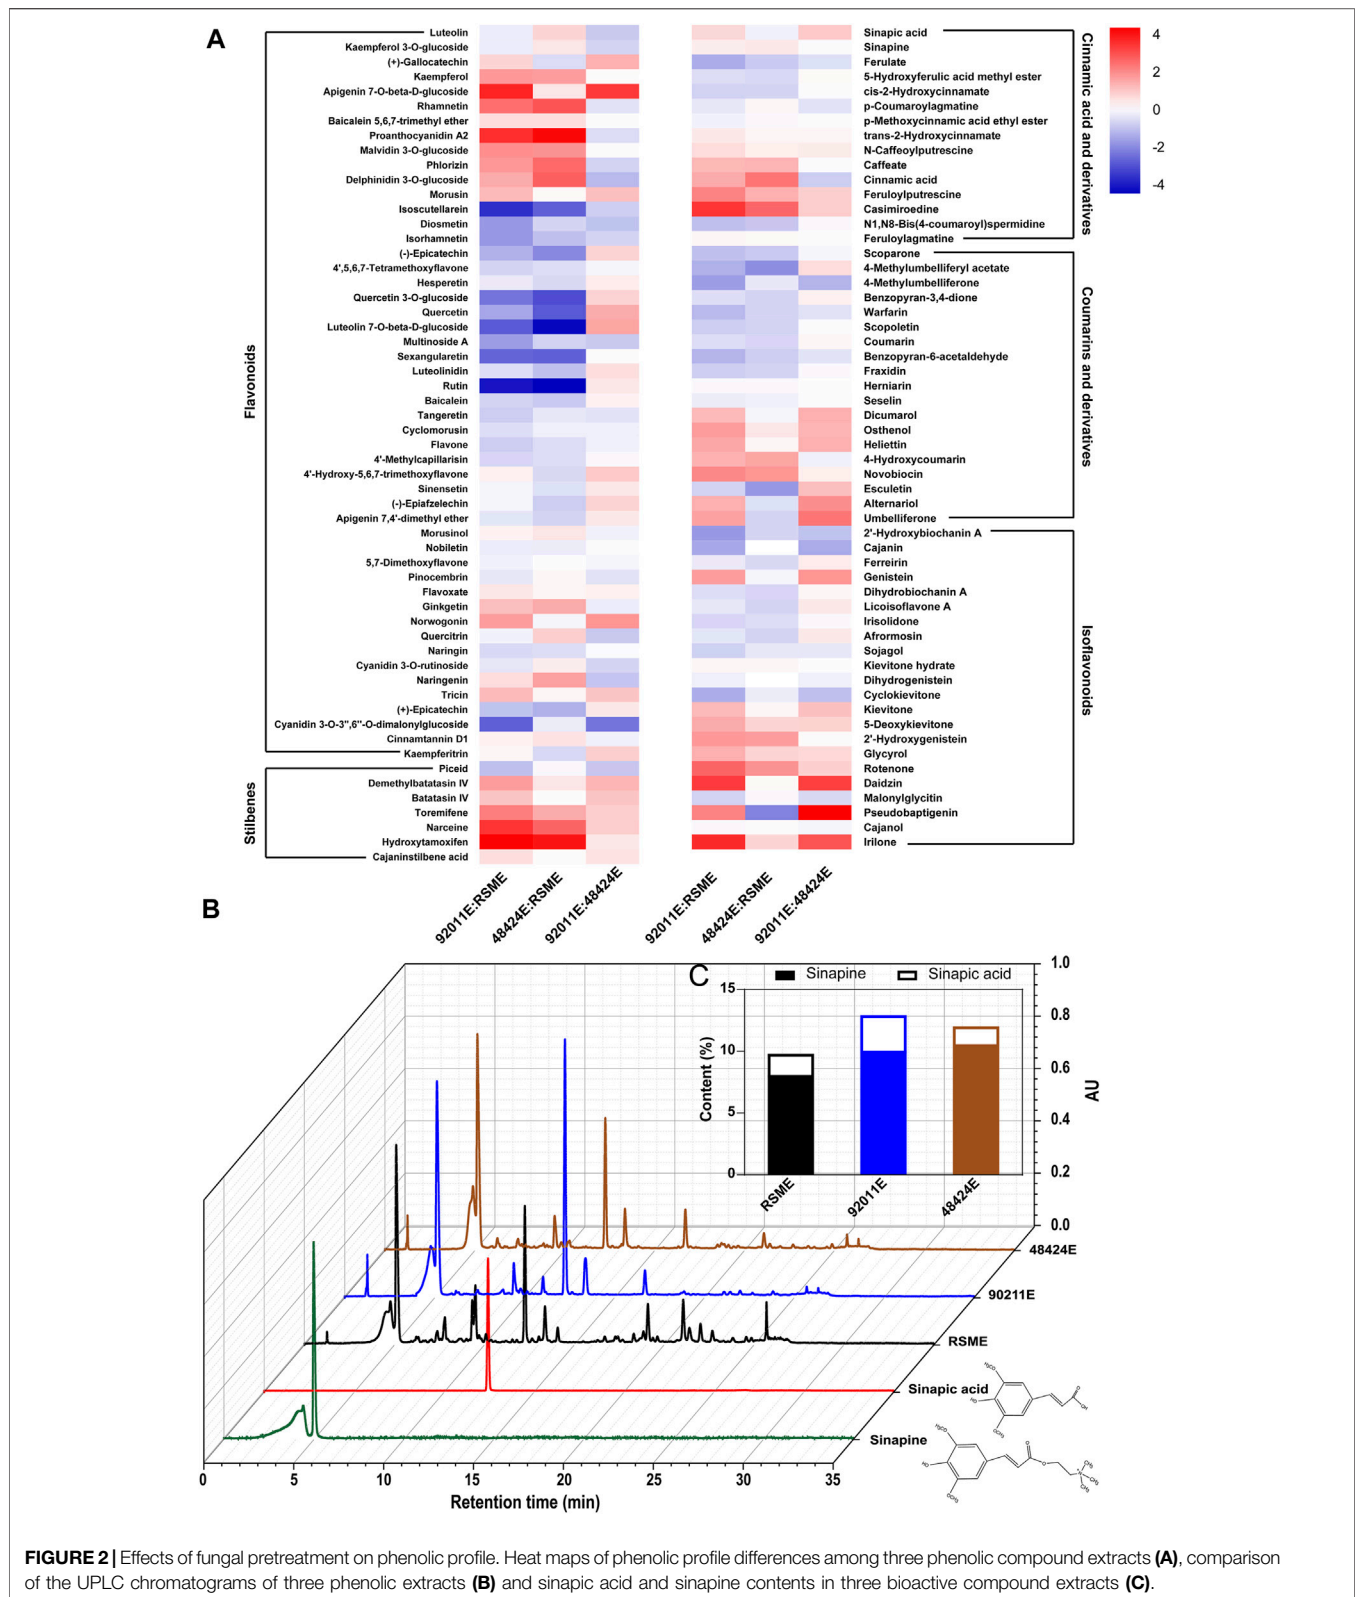 A
Luteolin
Kaempferol 3-O-glucoside
(+)-Gallocatechin
Kaempferol
Apigenin 7-O-beta-D-glucoside
Rhamnetin
Baicalein 5,6,7-trimethyl ether
Proanthocyanidin A2
Malvidin 3-O-glucoside
Phlorizin
Delphinidin 3-O-glucoside
Morusin
Isoscutellarein
Diosmetin
Isorhamnetin
(-)-Epicatechin
4',5,6,7-Tetramethoxyflavone
Hesperetin
Quercetin 3-O-glucoside
Quercetin
Luteolin 7-O-beta-D-glucoside
Multinoside A
Sexangularetin
Luteolinidin
Rutin
Baicalein
Tangeretin
Cyclomorusin
Flavone
4'-Methylcapillarisin
4'-Hydroxy-5,6,7-trimethoxyflavone
Sinensetin
(-)-Epiafzelechin
Apigenin 7,4'-dimethyl ether
Morusinol
Nobiletin
5,7-Dimethoxyflavone
Pinocembrin
Flavoxate
Ginkgetin
Norwogonin
Quercitrin
Naringin
Cyanidin 3-O-rutinoside
Naringenin
Tricin
(+)-Epicatechin
Cyanidin 3-O-3'',6''-O-dimalonylglucoside
Cinnamtannin D1
Kaempferitrin
Piceid
Demethylbatatasin IV
Batatasin IV
Toremifene
Narceine
Hydroxytamoxifen
Cajaninstilbene acid
Flavonoids
Stilbenes
92011E:RSME
48424E:RSME
92011E:48424E
Sinapic acid
Sinapine
Ferulate
5-Hydroxyferulic acid methyl ester
cis-2-Hydroxycinnamate
p-Coumaroylagmatine
p-Methoxycinnamic acid ethyl ester
trans-2-Hydroxycinnamate
N-Caffeoylputrescine
Caffeate
Cinnamic acid
Feruloylputrescine
Casimiroedine
N1,N8-Bis(4-coumaroyl)spermidine
Feruloylagmatine
Scoparone
4-Methylumbelliferyl acetate
4-Methylumbelliferone
Benzopyran-3,4-dione
Warfarin
Scopoletin
Coumarin
Benzopyran-6-acetaldehyde
Fraxidin
Herniarin
Seselin
Dicumarol
Osthenol
Heliettin
4-Hydroxycoumarin
Novobiocin
Esculetin
Alternariol
Umbelliferone
2'-Hydroxybiochanin A
Cajanin
Ferreirin
Genistein
Dihydrobiochanin A
Licoisoflavone A
Irisolidone
Afrormosin
Sojagol
Kievitone hydrate
Dihydrogenistein
Cyclokievitone
Kievitone
5-Deoxykievitone
2'-Hydroxygenistein
Glycyrol
Rotenone
Daidzin
Malonylglycitin
Pseudobaptigenin
Cajanol
Irilone
Cinnamic acid and derivatives
Coumarins and derivatives
Isoflavonoids
92011E:RSME
48424E:RSME
92011E:48424E
4
2
0
-2
-4
B
1.0
0.8
0.6
0.4
0.2
0.0
AU
48424E
90211E
RSME
Sinapic acid
Sinapine
0 5 10 15 20 25 30 35
Retention time (min)
C
Sinapine Sinapic acid
15
10
5
0
Content (%)
RSME
92011E
48424E
H₃CO
HO
OCH₃
O
OH
H₃CO
HO
OCH₃
O
O
N⁺
CH₃
CH₃
CH₃
FIGURE 2 | Effects of fungal pretreatment on phenolic profile. Heat maps of phenolic profile differences among three phenolic compound extracts (A), comparison
of the UPLC chromatograms of three phenolic extracts (B) and sinapic acid and sinapine contents in three bioactive compound extracts (C).